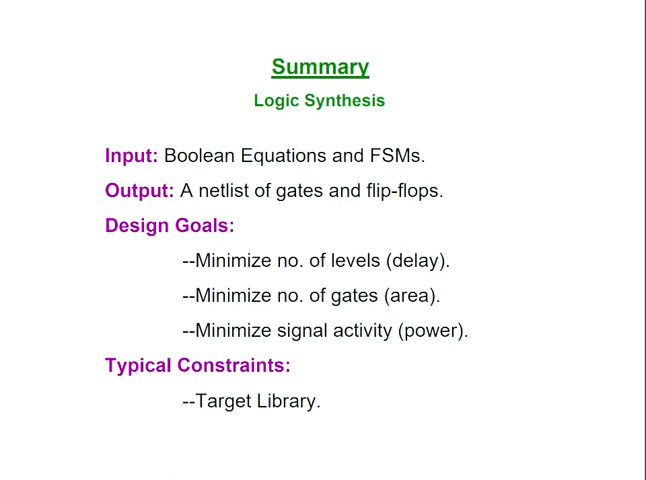 Summary
Logic Synthesis
Input: Boolean Equations and FSMs.
Output: A netlist of gates and flip-flops.
Design Goals:
--Minimize no. of levels (delay).
--Minimize no. of gates (area).
--Minimize signal activity (power).
Typical Constraints:
--Target Library.